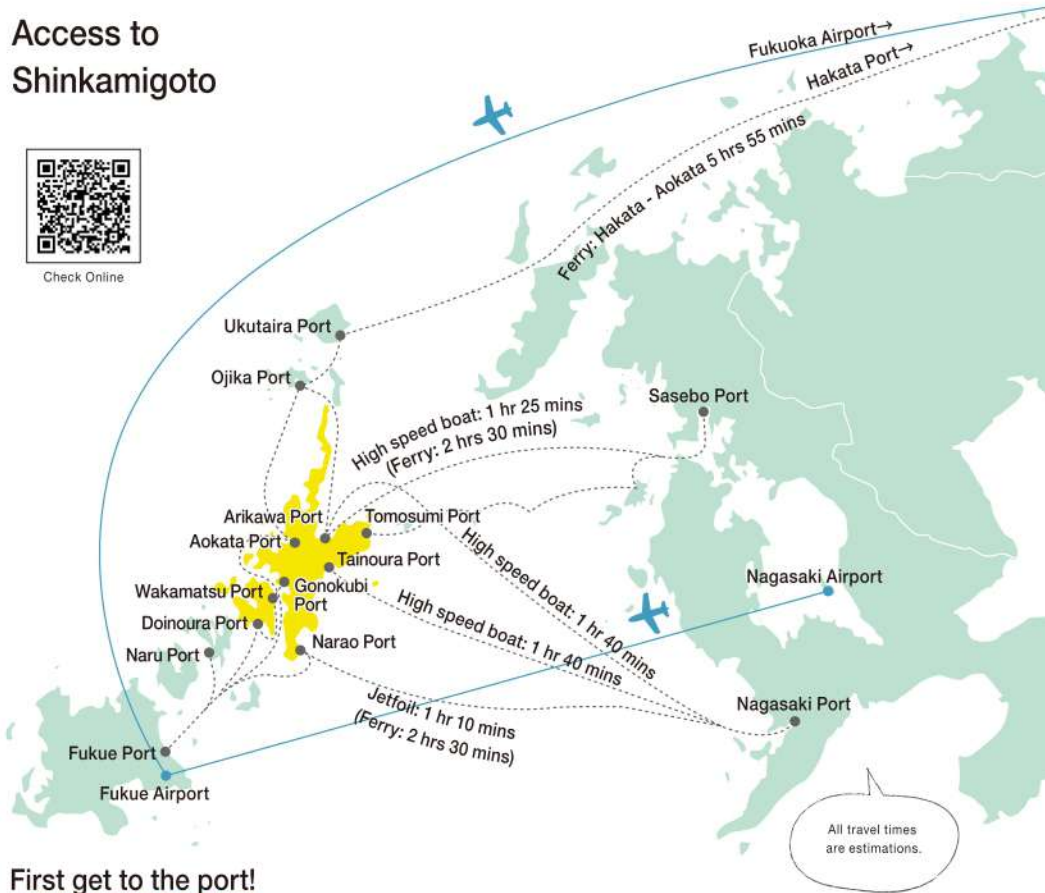 Access to
Shinkamigoto
Check Online
Fukuoka Airport→
Hakata Port→
Ferry: Hakata - Aokata 5 hrs 55 mins
Ukutaira Port
Ojika Port
Sasebo Port
High speed boat: 1 hr 25 mins
(Ferry: 2 hrs 30 mins)
Arikawa Port
Tomosumi Port
Aokata Port
Tainoura Port
High speed boat: 1 hr 40 mins
Nagasaki Airport
Wakamatsu Port
Gonokubi
Port
High speed boat: 1 hr 40 mins
Doinoura Port
Narao Port
Naru Port
Jetfoil: 1 hr 10 mins
(Ferry: 2 hrs 30 mins)
Nagasaki Port
Fukue Port
Fukue Airport
All travel times
are estimations.
First get to the port!